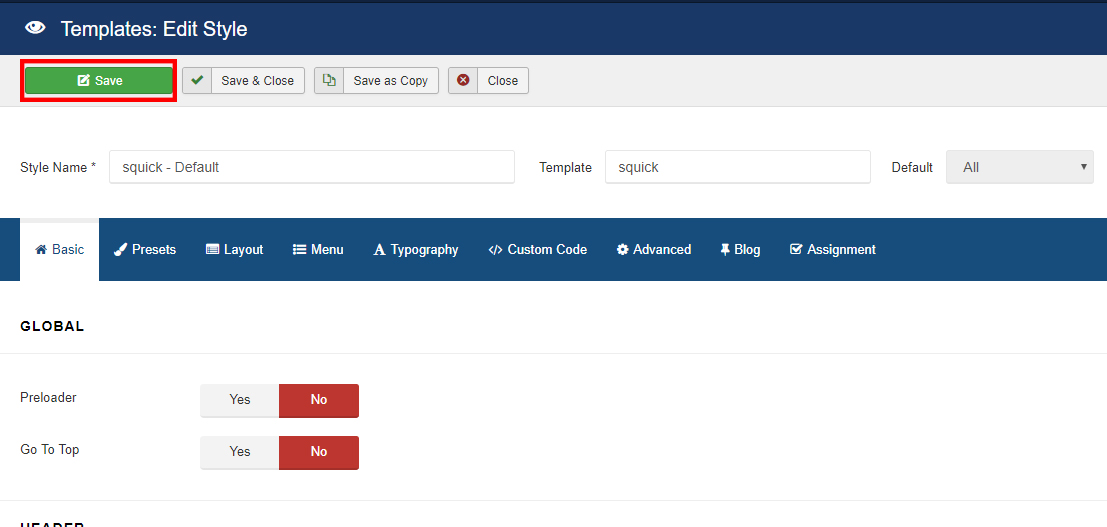 Templates: Edit Style
Save Save & Close Save as Copy Close
Style Name * squick - Default Template squick Default All
Basic Presets Layout Menu Typography Custom Code Advanced Blog Assignment
GLOBAL
Preloader Yes No
Go To Top Yes No
HEADER